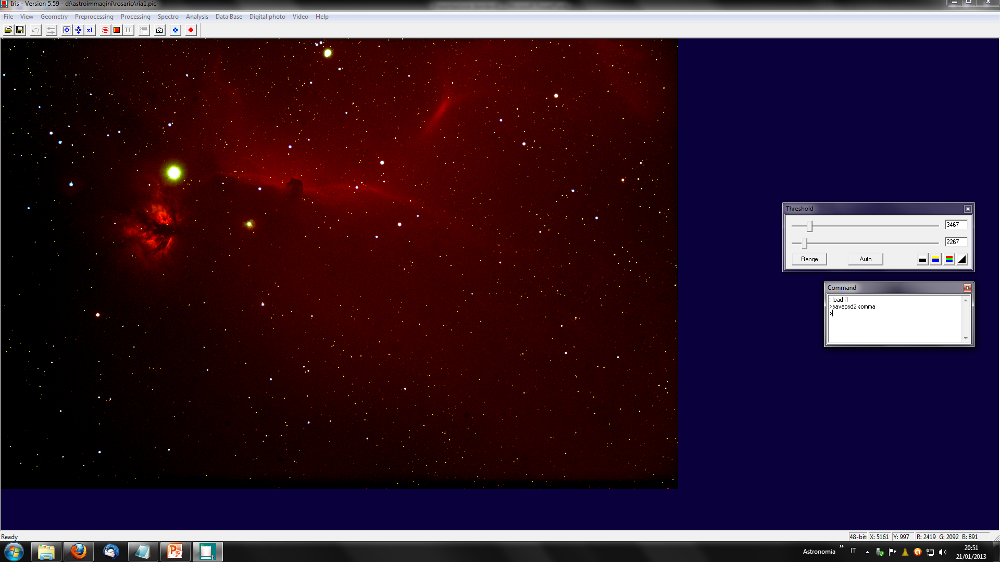 Iris - Version 5.59 - d:\astroimmagini\rosario\ria1.pic
File View Geometry Preprocessing Processing Spectro Analysis Data Base Digital photo Video Help
x1 H
Threshold
3467
2267
Range Auto
Command
>load i1
>savepsd2 somma
>
Ready 48-bit: X: 5161 Y: 997 R: 2419 G: 2092 B: 891
IRIS
Astronomia » IT 20:51
21/01/2013